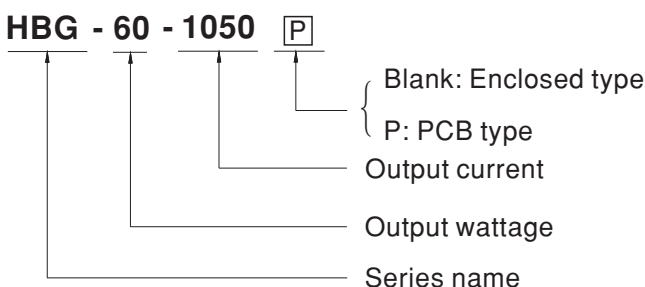 HBG - 60 - 1050 P
Blank: Enclosed type
P: PCB type
Output current
Output wattage
Series name